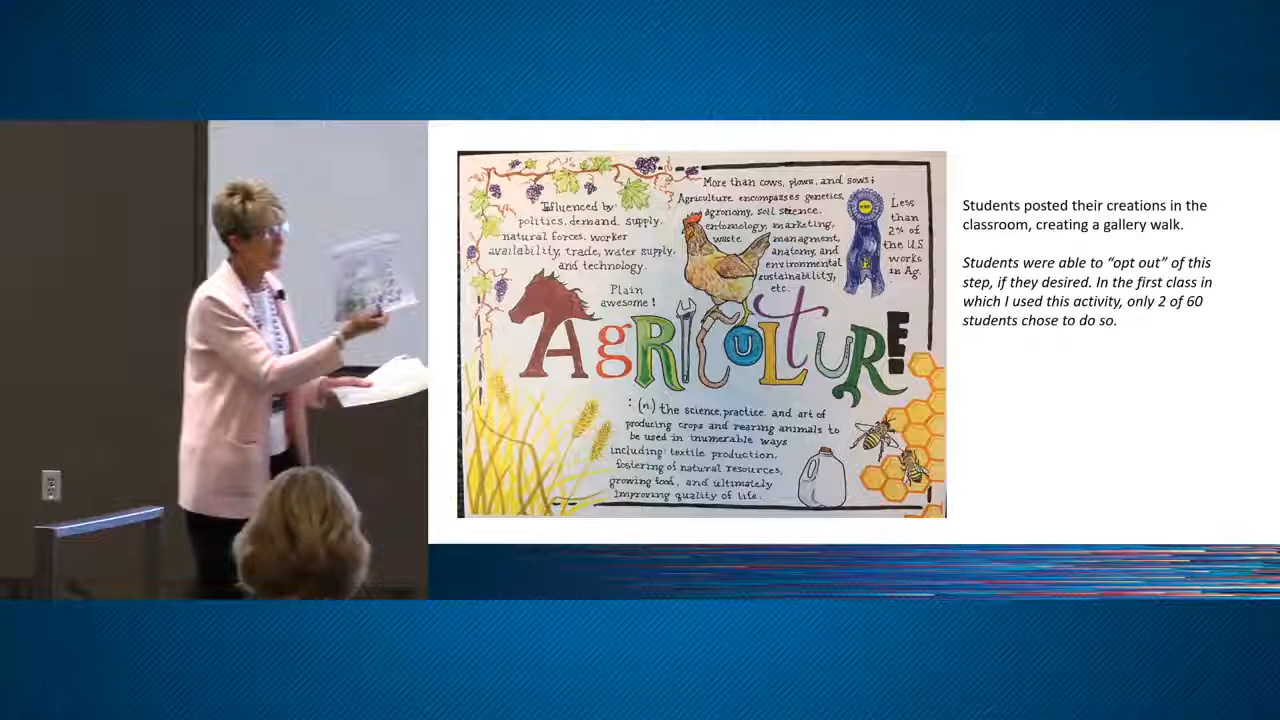 Influenced by:
politics, demand, supply,
natural forces, worker
availability, trade, water supply,
and technology.
Plain
awesome!
More than cows, plows, and sows;
Agriculture encompasses genetics,
agronomy, soil science,
entomology, marketing,
waste managment,
anatomy, and
environmental
sustainability,
etc.
Less
than
2% of
the U.S.
works
in Ag.
AgRICULtURE!
: (n.) the science, practice, and art of
producing crops and rearing animals to
be used in inumerable ways
including: textile production,
fostering of natural resources,
growing food, and ultimately
improving quality of life.
Students posted their creations in the
classroom, creating a gallery walk.
Students were able to “opt out” of this
step, if they desired. In the first class in
which I used this activity, only 2 of 60
students chose to do so.